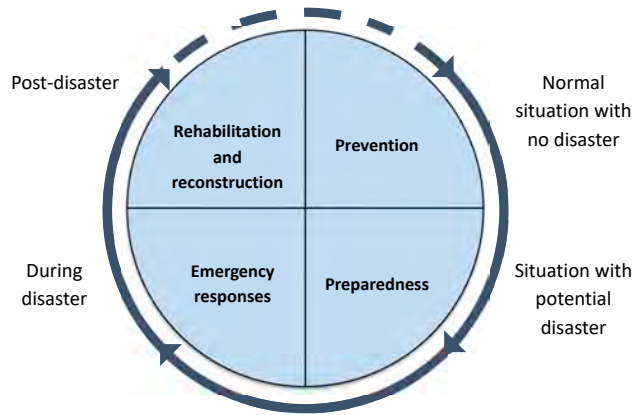 Post-disaster
Normal
situation with
no disaster
Rehabilitation
and
reconstruction
Prevention
During
disaster
Emergency
responses
Preparedness
Situation with
potential
disaster